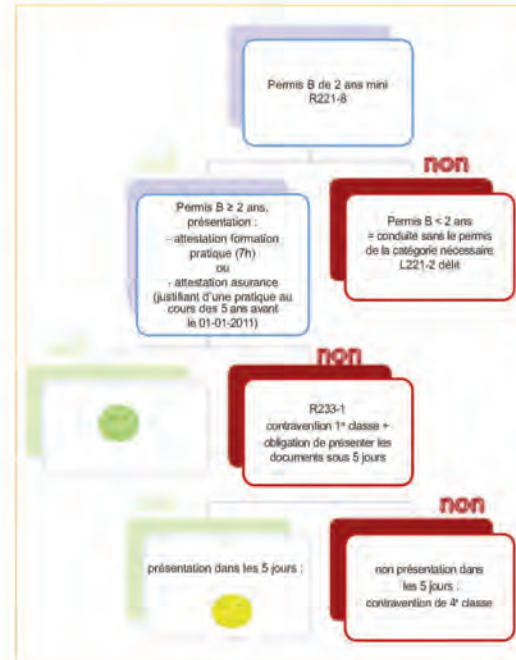 Permis B de 2 ans mini
R221-8
non
Permis B ≥ 2 ans,
présentation :
- attestation formation
pratique (7h)
ou
- attestation asurance
(justifiant d'une pratique au
cours des 5 ans avant
le 01-01-2011)
Permis B < 2 ans
= conduite sans le permis
de la catégorie nécessaire
L221-2 délit
non
R233-1
contravention 1e classe +
obligation de présenter les
documents sous 5 jours
non
présentation dans les 5 jours :
non présentation dans
les 5 jours :
contravention de 4e classe